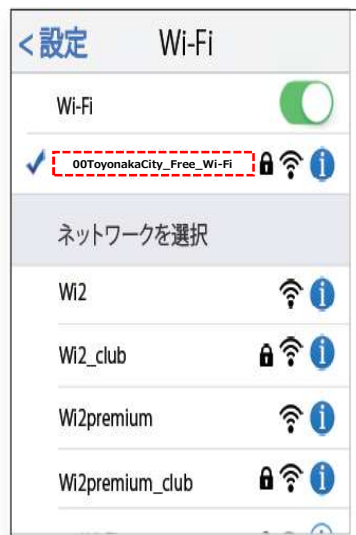 <設定 Wi-Fi
Wi-Fi
00ToyonakaCity_Free_Wi-Fi
ネットワークを選択
Wi2
Wi2_club
Wi2premium
Wi2premium_club